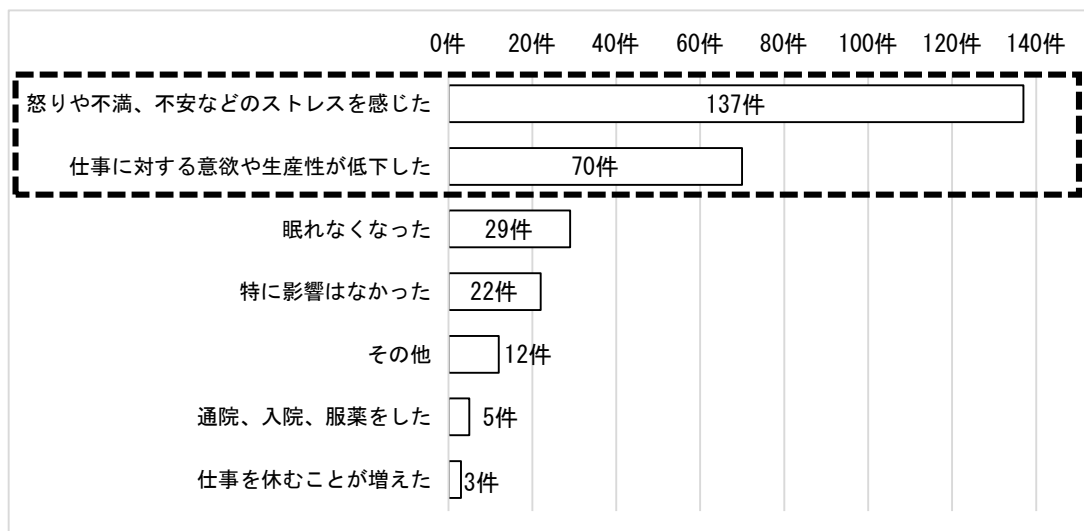 0件 20件 40件 60件 80件 100件 120件 140件
怒りや不満、不安などのストレスを感じた 137件
仕事に対する意欲や生産性が低下した 70件
眠れなくなった 29件
特に影響はなかった 22件
その他 12件
通院、入院、服薬をした 5件
仕事を休むことが増えた 3件